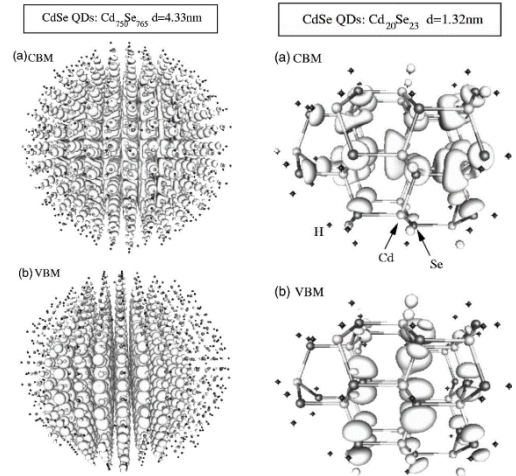 CdSe QDs: Cd750Se765 d=4.33nm
CdSe QDs: Cd20Se23 d=1.32nm
(a) CBM
(a) CBM
H
Cd
Se
(b) VBM
(b) VBM